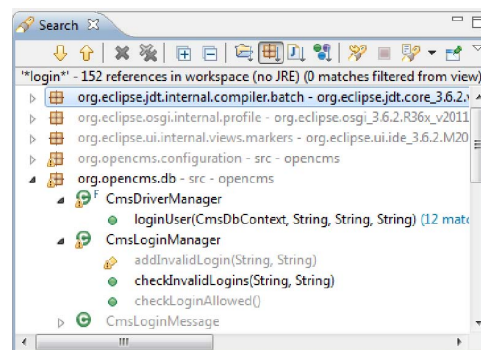 Search
'*login*' - 152 references in workspace (no JRE) (0 matches filtered from view)
org.eclipse.jdt.internal.compiler.batch - org.eclipse.jdt.core_3.6.2.
org.eclipse.osgi.internal.profile - org.eclipse.osgi_3.6.2.R36x_v2011
org.eclipse.ui.internal.views.markers - org.eclipse.ui.ide_3.6.2.M20
org.opencms.configuration - src - opencms
org.opencms.db - src - opencms
F CmsDriverManager
loginUser(CmsDbContext, String, String, String) (12 matc
CmsLoginManager
addInvalidLogin(String, String)
checkInvalidLogins(String, String)
checkLoginAllowed()
CmsLoginMessage